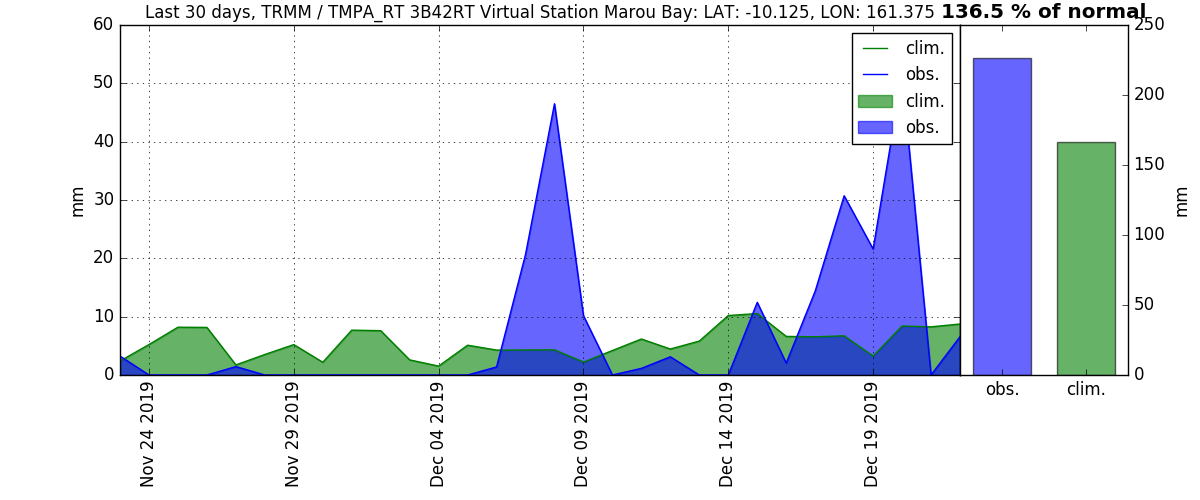 Last 30 days, TRMM / TMPA_RT 3B42RT Virtual Station Marou Bay: LAT: -10.125, LON: 161.375 136.5 % of normal
60
50
40
30
20
10
0
mm
clim.
obs.
clim.
obs.
Nov 24 2019
Nov 29 2019
Dec 04 2019
Dec 09 2019
Dec 14 2019
Dec 19 2019
250
200
150
100
50
0
mm
obs.
clim.